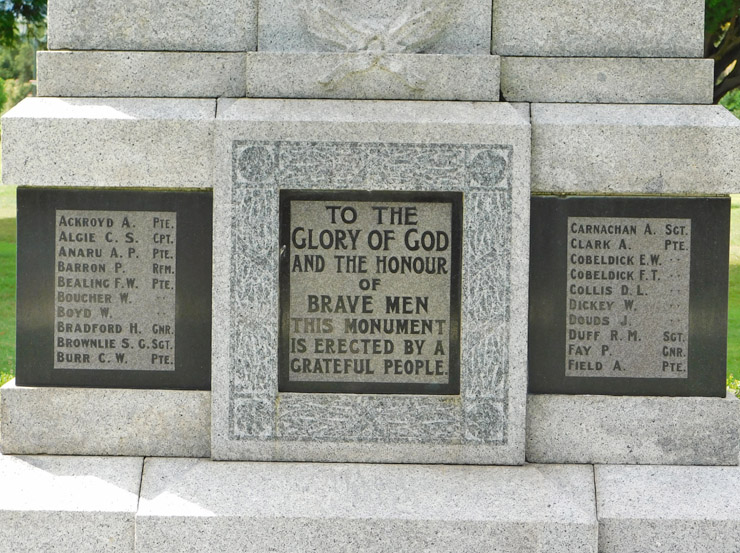 ACKROYD A. PTE.
ALGIE C. S. CPT.
ANARU A. P. PTE.
BARRON P. RFM.
BEALING F.W. PTE.
BOUCHER W.
BOYD W. ··
BRADFORD H. GNR.
BROWNLIE S. G. SGT.
BURR C. W. PTE.
TO THE
GLORY OF GOD
AND THE HONOUR
OF
BRAVE MEN
THIS MONUMENT
IS ERECTED BY A
GRATEFUL PEOPLE.
CARNACHAN A. SGT.
CLARK A. PTE.
COBELDICK E.W. ··
COBELDICK F.T. ··
COLLIS D. L. ··
DICKEY W. ··
DOUDS J. ··
DUFF R. M. SGT.
FAY P. GNR.
FIELD A. PTE.